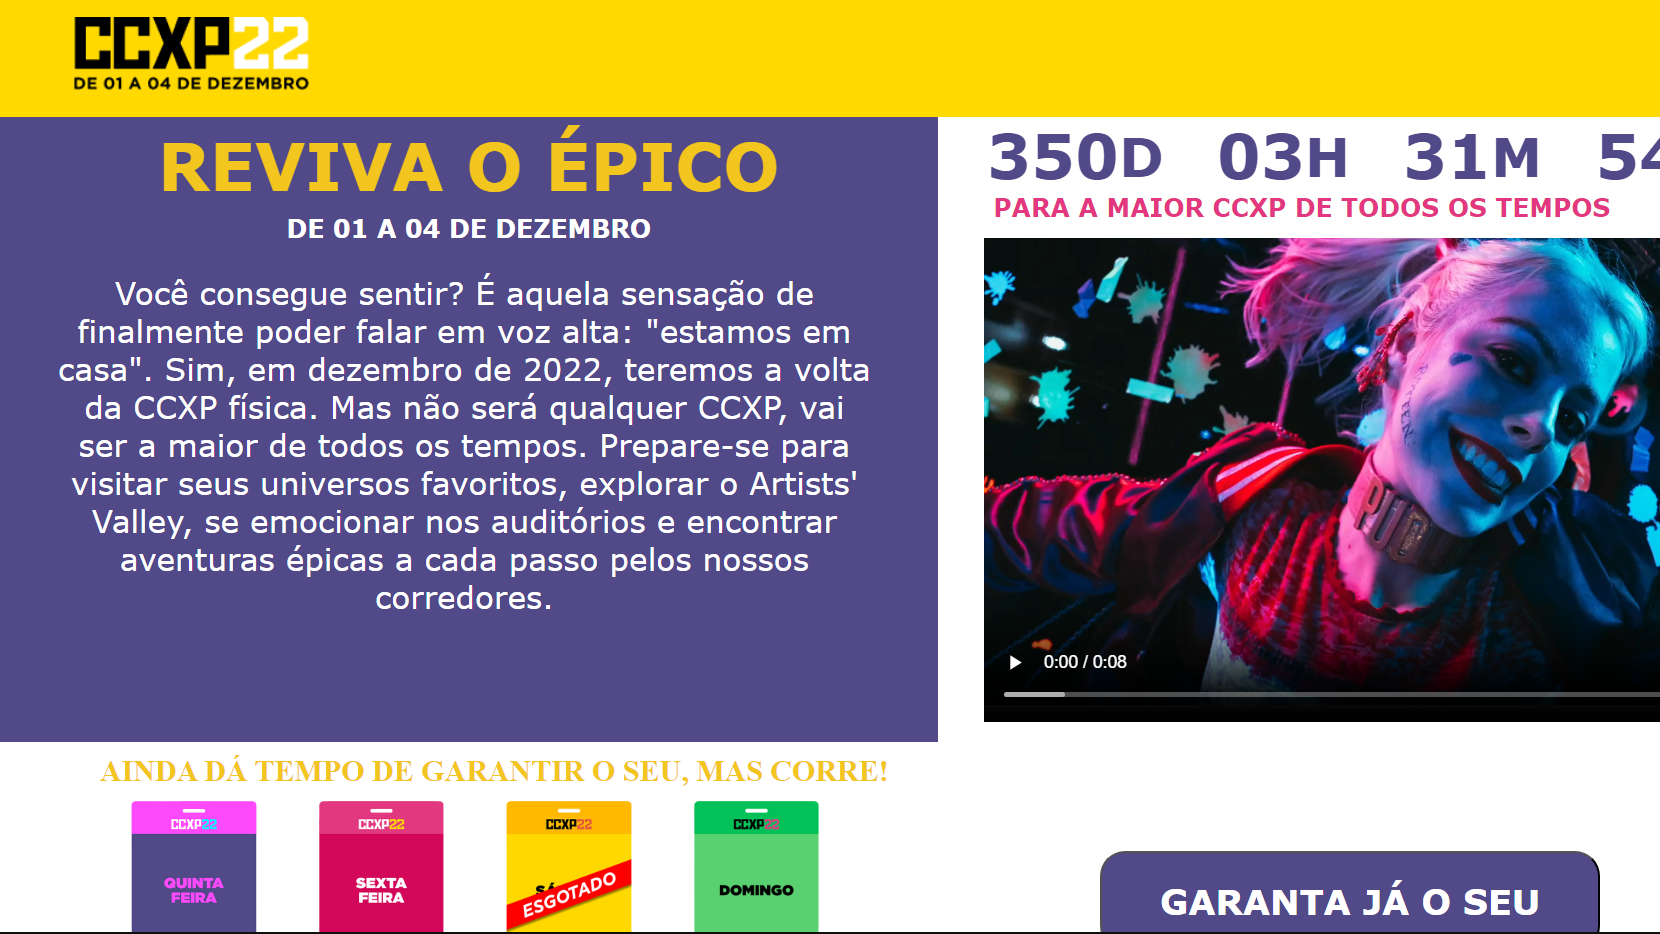 CCXP22
DE 01 A 04 DE DEZEMBRO
REVIVA O ÉPICO
DE 01 A 04 DE DEZEMBRO
Você consegue sentir? É aquela sensação de
finalmente poder falar em voz alta: "estamos em
casa". Sim, em dezembro de 2022, teremos a volta
da CCXP física. Mas não será qualquer CCXP, vai
ser a maior de todos os tempos. Prepare-se para
visitar seus universos favoritos, explorar o Artists'
Valley, se emocionar nos auditórios e encontrar
aventuras épicas a cada passo pelos nossos
corredores.
350D 03H 31M 54
PARA A MAIOR CCXP DE TODOS OS TEMPOS
0:00 / 0:08
AINDA DÁ TEMPO DE GARANTIR O SEU, MAS CORRE!
CCXP22
QUINTA
FEIRA
CCXP22
SEXTA
FEIRA
CCXP22
ESGOTADO
CCXP22
DOMINGO
GARANTA JÁ O SEU